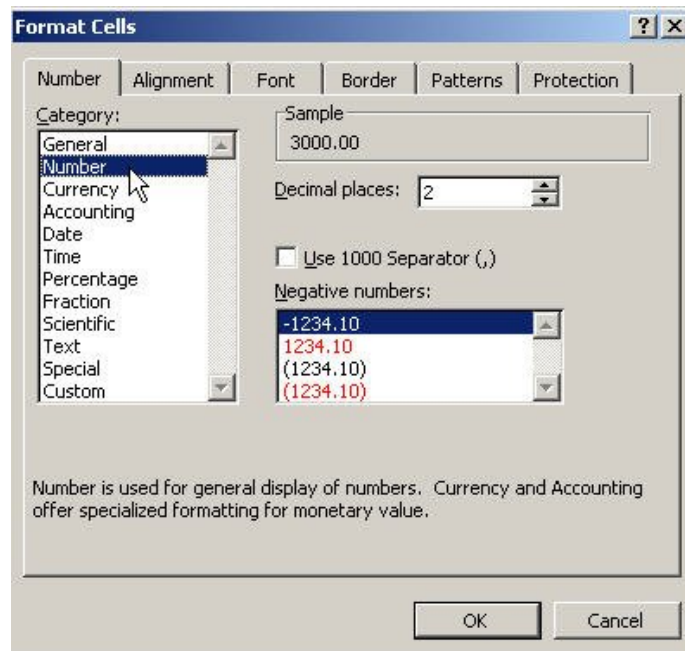 Format Cells
Number Alignment Font Border Patterns Protection
Category:
General
Number
Currency
Accounting
Date
Time
Percentage
Fraction
Scientific
Text
Special
Custom
Sample
3000.00
Decimal places: 2
Use 1000 Separator (,)
Negative numbers:
-1234.10
1234.10
(1234.10)
(1234.10)
Number is used for general display of numbers. Currency and Accounting
offer specialized formatting for monetary value.
OK Cancel